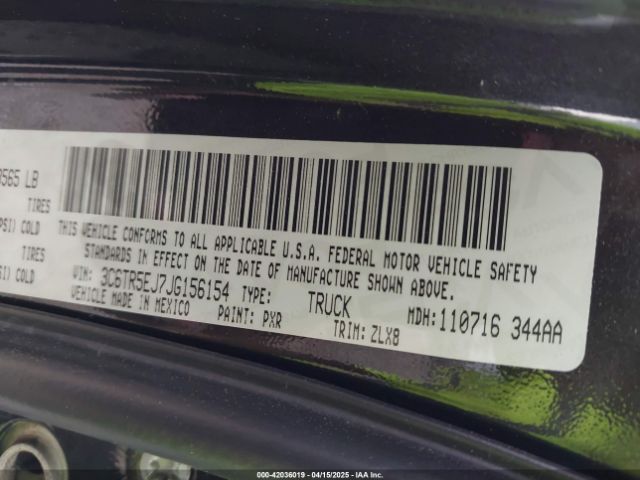 3565 LB
TIRES
PSI) COLD
TIRES
PSI) COLD
THIS VEHICLE CONFORMS TO ALL APPLICABLE U.S.A. FEDERAL MOTOR VEHICLE SAFETY
STANDARDS IN EFFECT ON THE DATE OF MANUFACTURE SHOWN ABOVE.
VIN: 3C6TR5EJ7JG156154 TYPE: TRUCK MDH:110716 344AA
VEHICLE MADE IN MEXICO PAINT: PXR TRIM: ZLX8
000-42036019 - 04/15/2025 - IAA Inc.